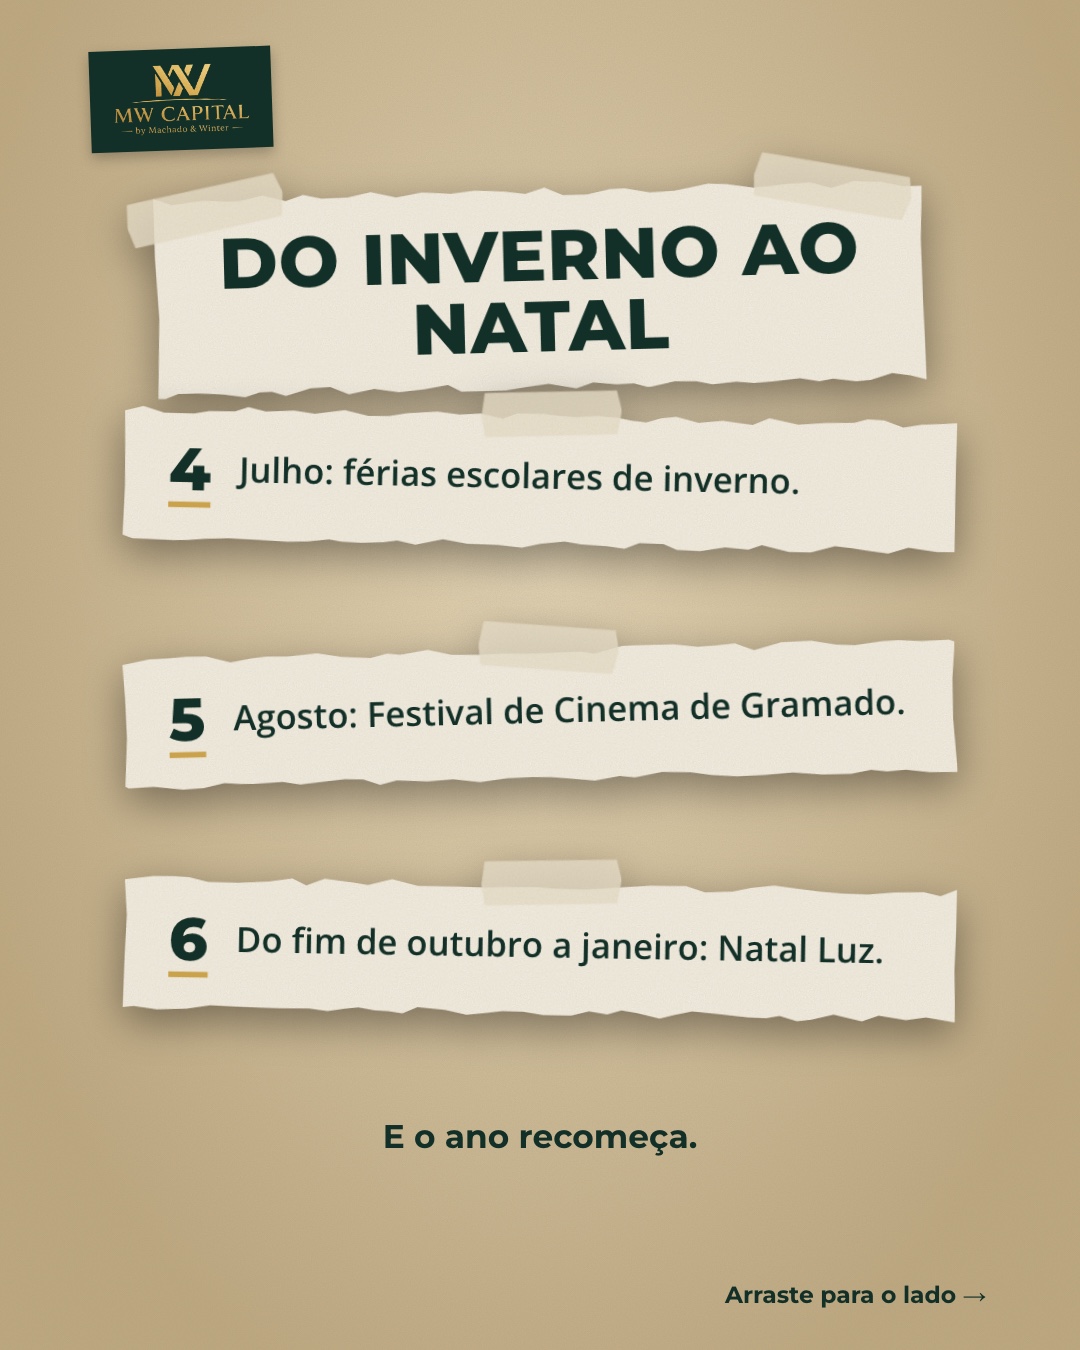 MW
MW CAPITAL
by Machado & Winter
DO INVERNO AO
NATAL
4 Julho: férias escolares de inverno.
5 Agosto: Festival de Cinema de Gramado.
6 Do fim de outubro a janeiro: Natal Luz.
E o ano recomeça.
Arraste para o lado →